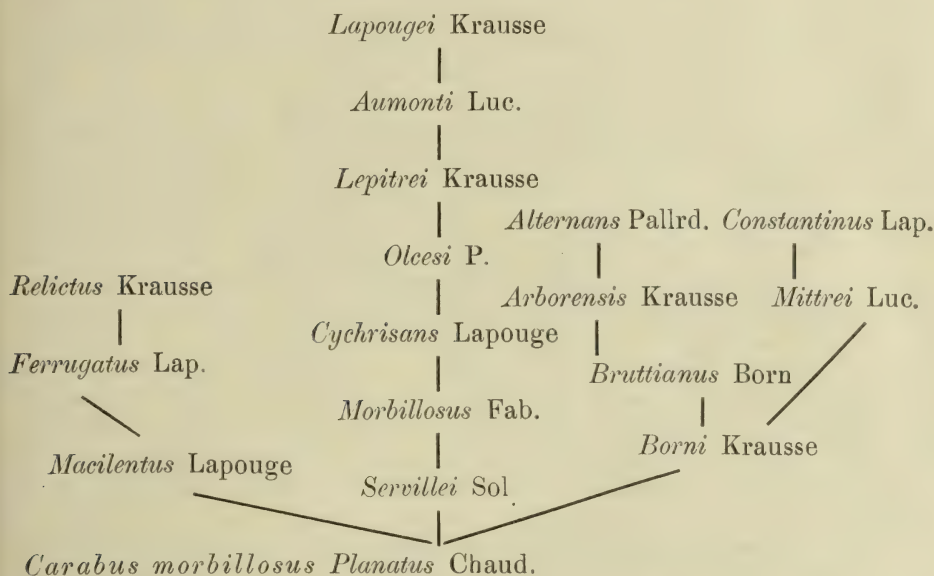 Lapougei Krausse
Aumonti Luc.
Lepitrei Krausse
Alternans Pallrd. Constantinus Lap.
Olcesi P.
Relictus Krausse
Arborensis Krausse
Mittrei Luc.
Cychrisans Lapouge
Ferrugatus Lap.
Bruttianus Born
Morbillosus Fab.
Borni Krausse
Macilentus Lapouge
Servillei Sol
Carabus morbillosus Planatus Chaud.